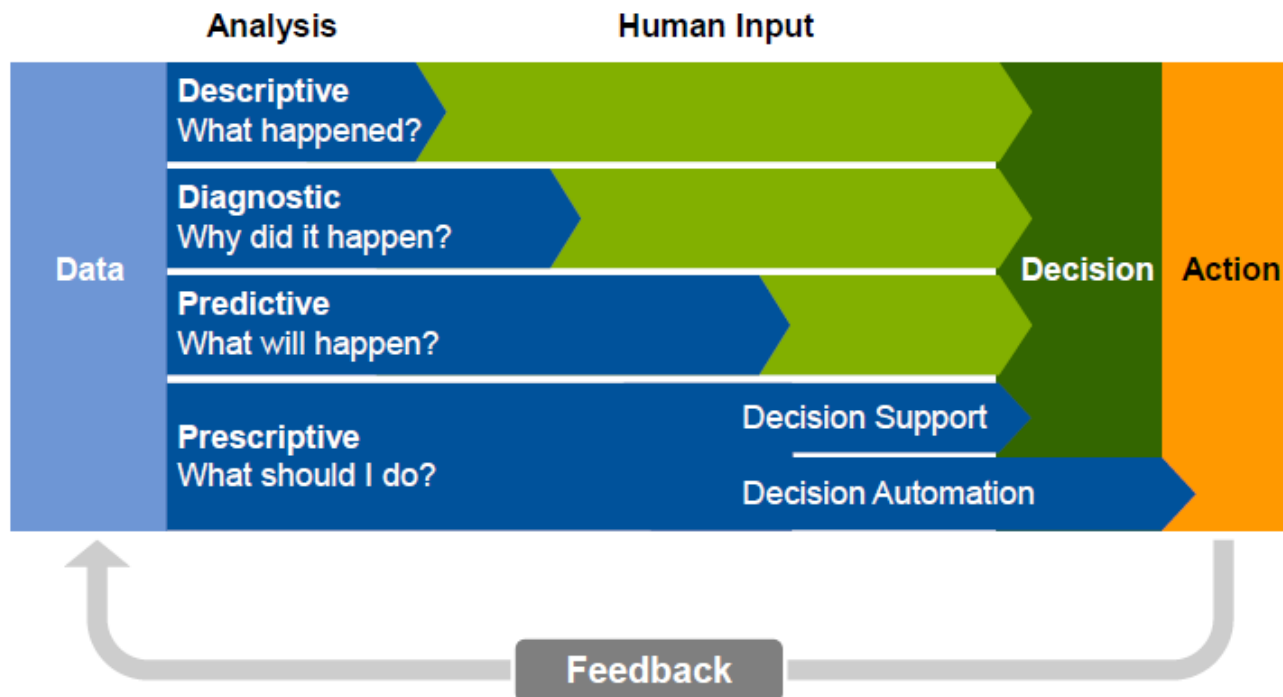 Analysis
Human Input
Descriptive
What happened?
Diagnostic
Why did it happen?
Data
Decision
Action
Predictive
What will happen?
Prescriptive
What should I do?
Decision Support
Decision Automation
Feedback